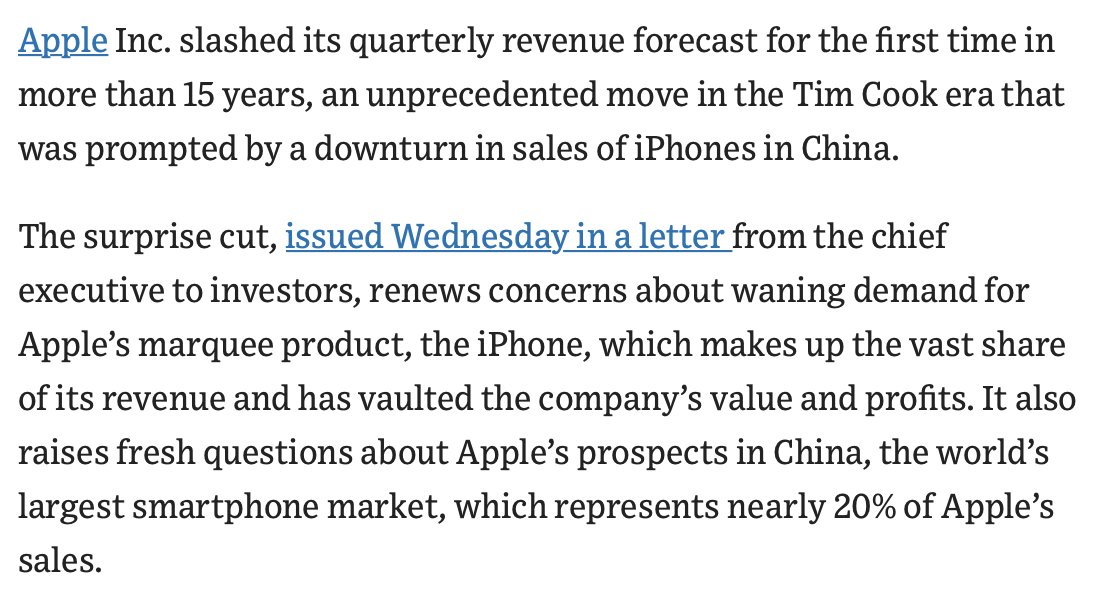 Apple Inc. slashed its quarterly revenue forecast for the first time in
more than 15 years, an unprecedented move in the Tim Cook era that
was prompted by a downturn in sales of iPhones in China.
The surprise cut, issued Wednesday in a letter from the chief
executive to investors, renews concerns about waning demand for
Apple’s marquee product, the iPhone, which makes up the vast share
of its revenue and has vaulted the company’s value and profits. It also
raises fresh questions about Apple’s prospects in China, the world’s
largest smartphone market, which represents nearly 20% of Apple’s
sales.